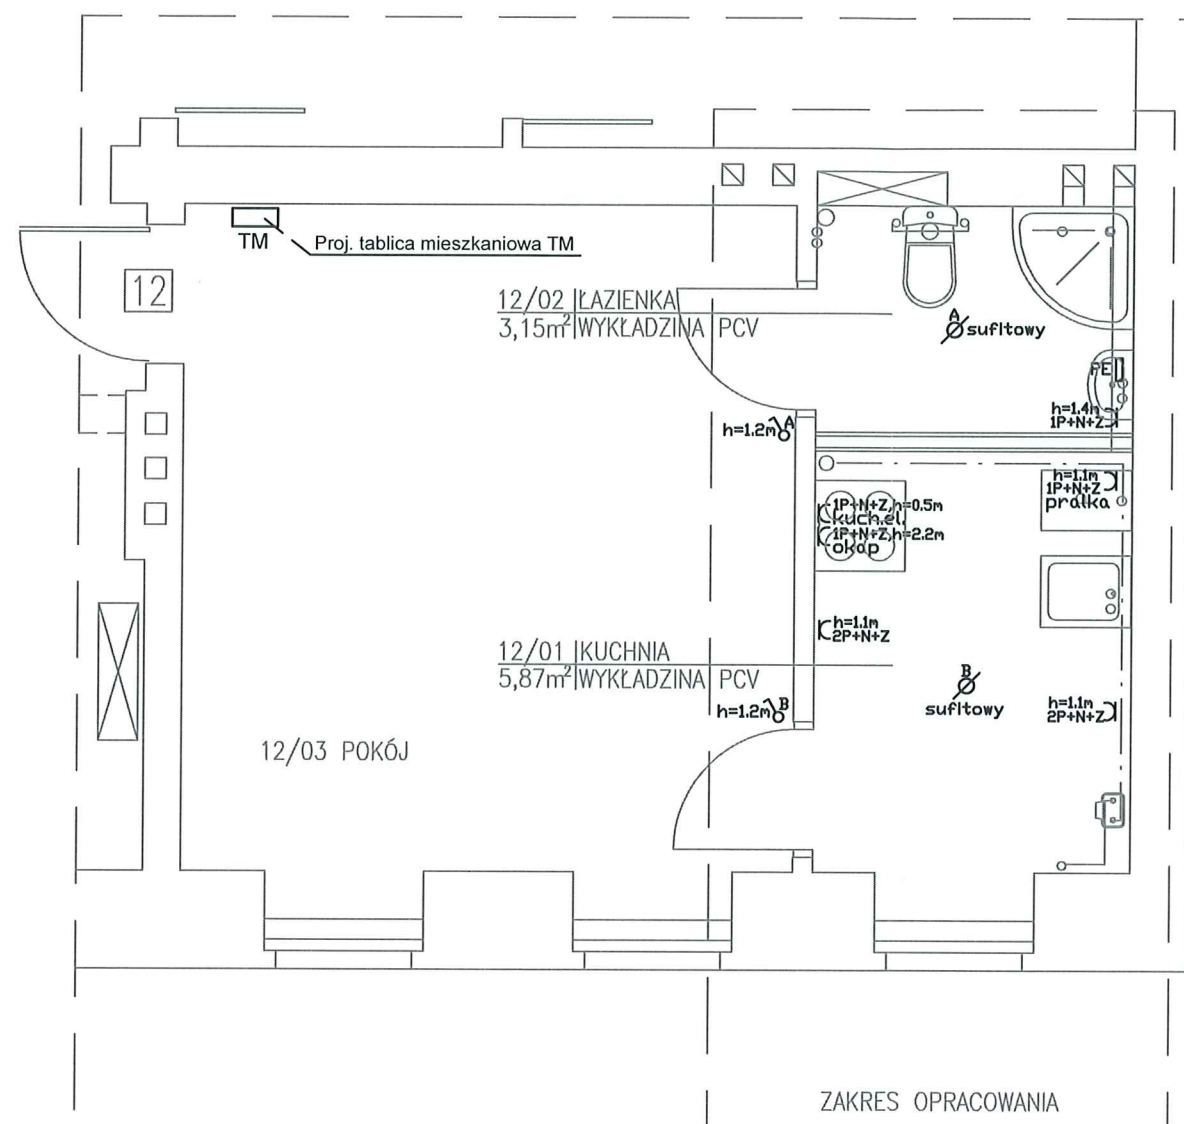 TM
Proj. tablica mieszkaniowa TM
12
12/02 ŁAZIENKA
3,15m² WYKŁADZINA PCV
A
sufitowy
PE
h=1.4m
1P+N+Z
h=1.2m A
h=1.1m
1P+N+Z
pralka
1P+N+Z,h=0.5m
kuch.el.
1P+N+Z,h=2.2m
okap
h=1.1m
2P+N+Z
12/01 KUCHNIA
5,87m² WYKŁADZINA PCV
B
sufitowy
h=1.2m B
h=1.1m
2P+N+Z
12/03 POKÓJ
ZAKRES OPRACOWANIA